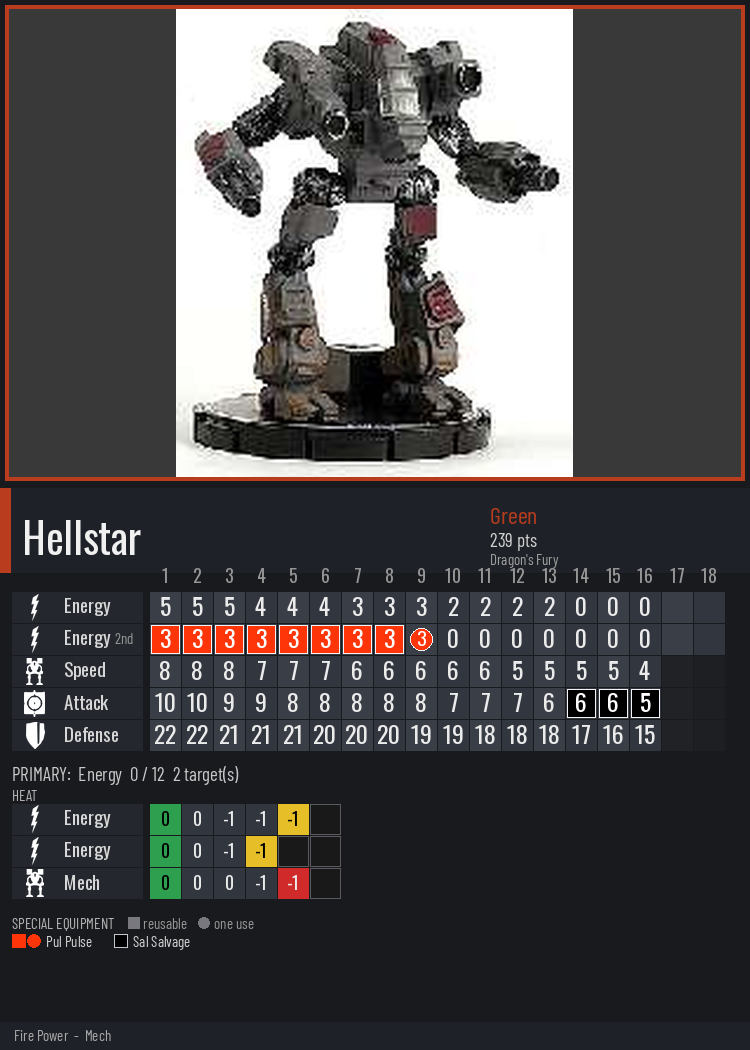 Hellstar
Green
239 pts
Dragon's Fury
1 2 3 4 5 6 7 8 9 10 11 12 13 14 15 16 17 18
Energy 5 5 5 4 4 4 3 3 3 2 2 2 2 0 0 0
Energy 2nd 3 3 3 3 3 3 3 3 3 0 0 0 0 0 0 0
Speed 8 8 8 7 7 7 6 6 6 6 6 5 5 5 5 4
Attack 10 10 9 9 8 8 8 8 8 7 7 7 6 6 6 5
Defense 22 22 21 21 21 20 20 20 19 19 18 18 18 17 16 15
PRIMARY: Energy 0 / 12 2 target(s)
HEAT
Energy 0 0 -1 -1 -1
Energy 0 0 -1 -1
Mech 0 0 0 -1 -1
SPECIAL EQUIPMENT reusable one use
Pul Pulse Sal Salvage
Fire Power - Mech